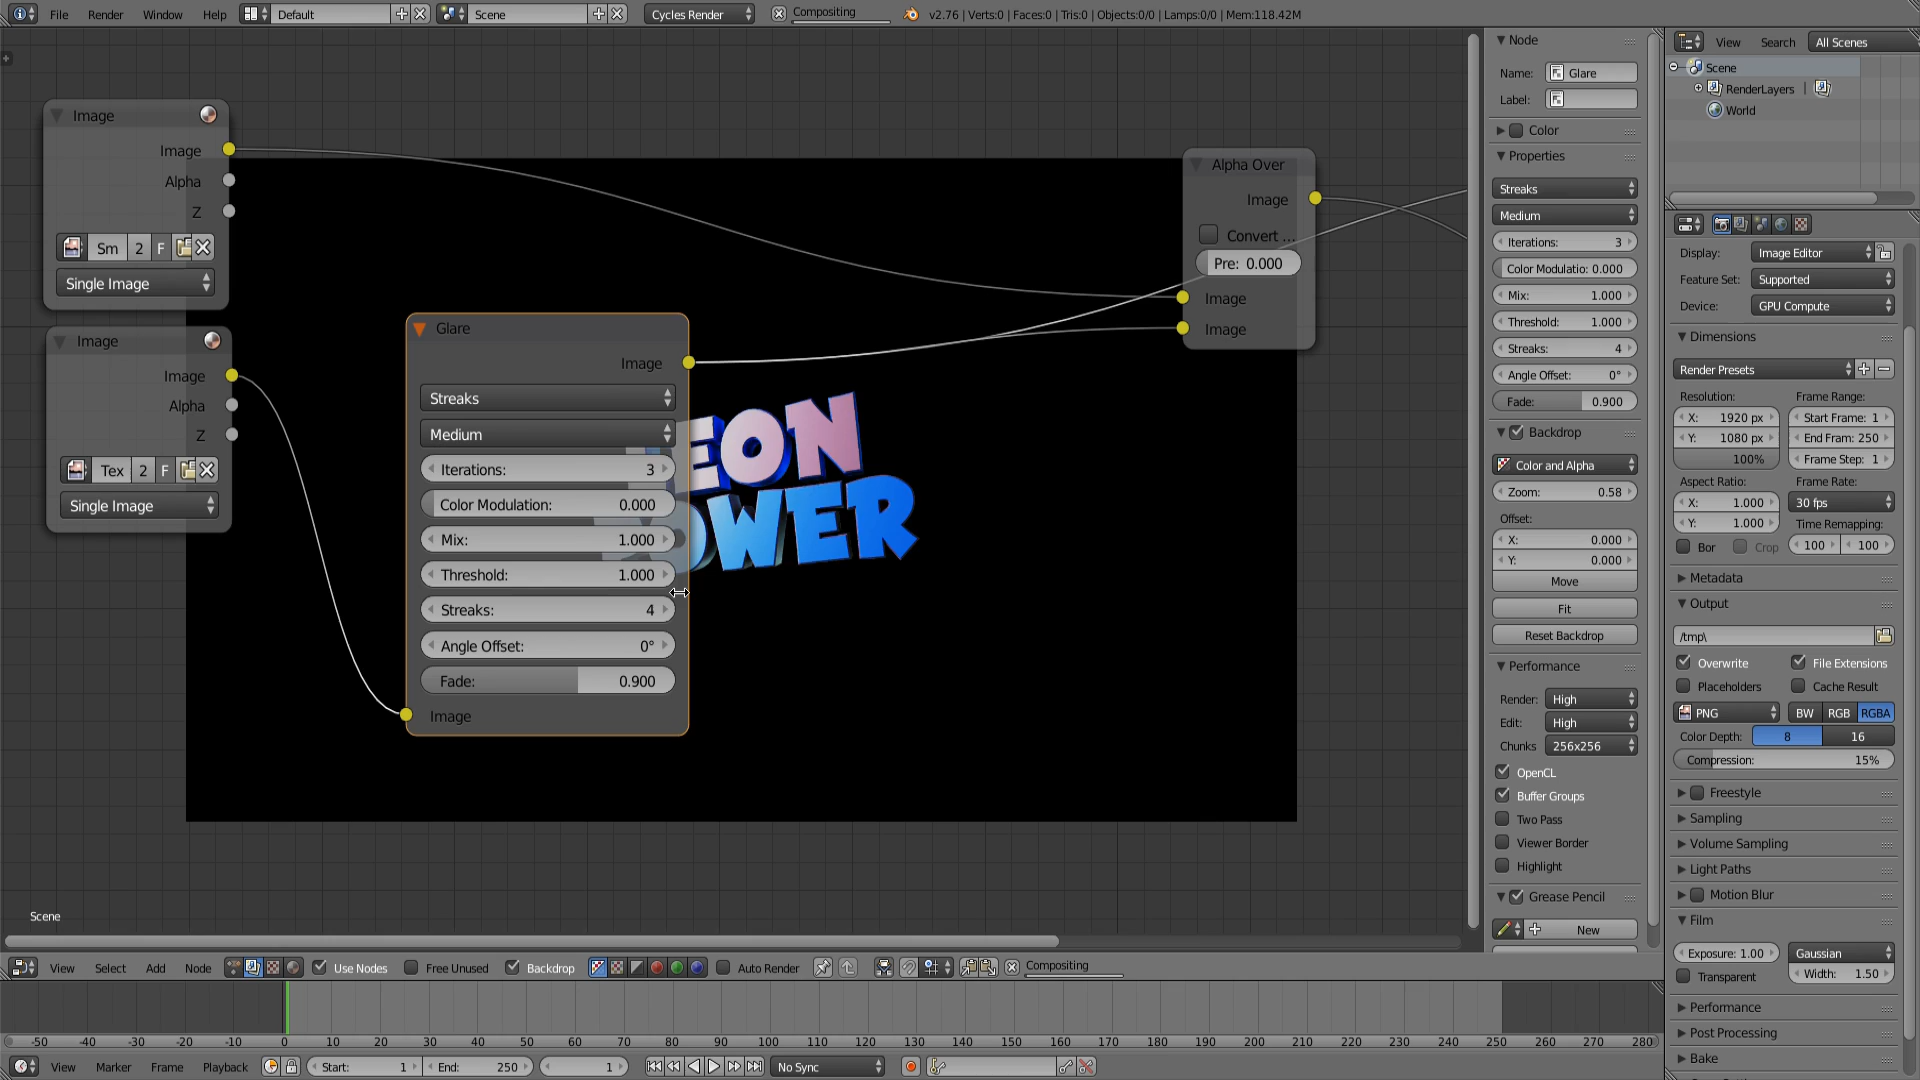 File Render Window Help Default Scene Cycles Render Compositing v2.76 | Verts:0 | Faces:0 | Tris:0 | Objects:0/0 | Lamps:0/0 | Mem:118.42M
Image
Image
Alpha
Z
Sm 2 F
Single Image
Image
Image
Alpha
Z
Tex 2 F
Single Image
Glare
Image
Streaks
Medium
Iterations: 3
Color Modulation: 0.000
Mix: 1.000
Threshold: 1.000
Streaks: 4
Angle Offset: 0°
Fade: 0.900
Image
EON
OWER
Alpha Over
Image
Convert ...
Pre: 0.000
Image
Image
Scene
Node
Name: Glare
Label:
Color
Properties
Streaks
Medium
Iterations: 3
Color Modulatio: 0.000
Mix: 1.000
Threshold: 1.000
Streaks: 4
Angle Offset: 0°
Fade: 0.900
Backdrop
Color and Alpha
Zoom: 0.58
Offset:
X: 0.000
Y: 0.000
Move
Fit
Reset Backdrop
Performance
Render: High
Edit: High
Chunks 256x256
OpenCL
Buffer Groups
Two Pass
Viewer Border
Highlight
Grease Pencil
New
View Search All Scenes
Scene
RenderLayers |
World
Display: Image Editor
Feature Set: Supported
Device: GPU Compute
Dimensions
Render Presets
Resolution: Frame Range:
X: 1920 px Start Frame: 1
Y: 1080 px End Fram: 250
100% Frame Step: 1
Aspect Ratio: Frame Rate:
X: 1.000 30 fps
Y: 1.000 Time Remapping:
Bor Crop 100 100
Metadata
Output
/tmp\
Overwrite File Extensions
Placeholders Cache Result
PNG BW RGB RGBA
Color Depth: 8 16
Compression: 15%
Freestyle
Sampling
Volume Sampling
Light Paths
Motion Blur
Film
Exposure: 1.00 Gaussian
Transparent Width: 1.50
Performance
Post Processing
Bake
View Select Add Node Use Nodes Free Unused Backdrop Auto Render Compositing
-50 -40 -30 -20 -10 0 10 20 30 40 50 60 70 80 90 100 110 120 130 140 150 160 170 180 190 200 210 220 230 240 250 260 270 280
View Marker Frame Playback Start: 1 End: 250 1 No Sync